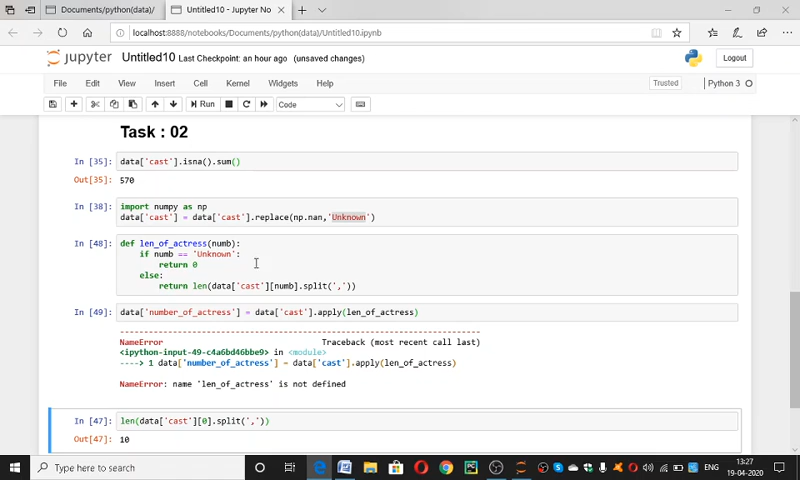 Documents/python(data)/
Untitled10 - Jupyter No
localhost:8888/notebooks/Documents/python(data)/Untitled10.ipynb
jupyter Untitled10 Last Checkpoint: an hour ago (unsaved changes)
Logout
File Edit View Insert Cell Kernel Widgets Help
Trusted
Python 3
Run
Code
Task : 02
In [35]: data['cast'].isna().sum()
Out[35]: 570
In [38]: import numpy as np
data['cast'] = data['cast'].replace(np.nan,'Unknown')
In [48]: def len_of_actress(numb):
if numb == 'Unknown':
return 0
else:
return len(data['cast'][numb].split(','))
In [49]: data['number_of_actress'] = data['cast'].apply(len_of_actress)
---------------------------------------------------------------------------
NameError Traceback (most recent call last)
<ipython-input-49-c4a6bd46bbe9> in <module>
----> 1 data['number_of_actress'] = data['cast'].apply(len_of_actress)
NameError: name 'len_of_actress' is not defined
In [47]: len(data['cast'][0].split(','))
Out[47]: 10
Type here to search
ENG
13:27
19-04-2020